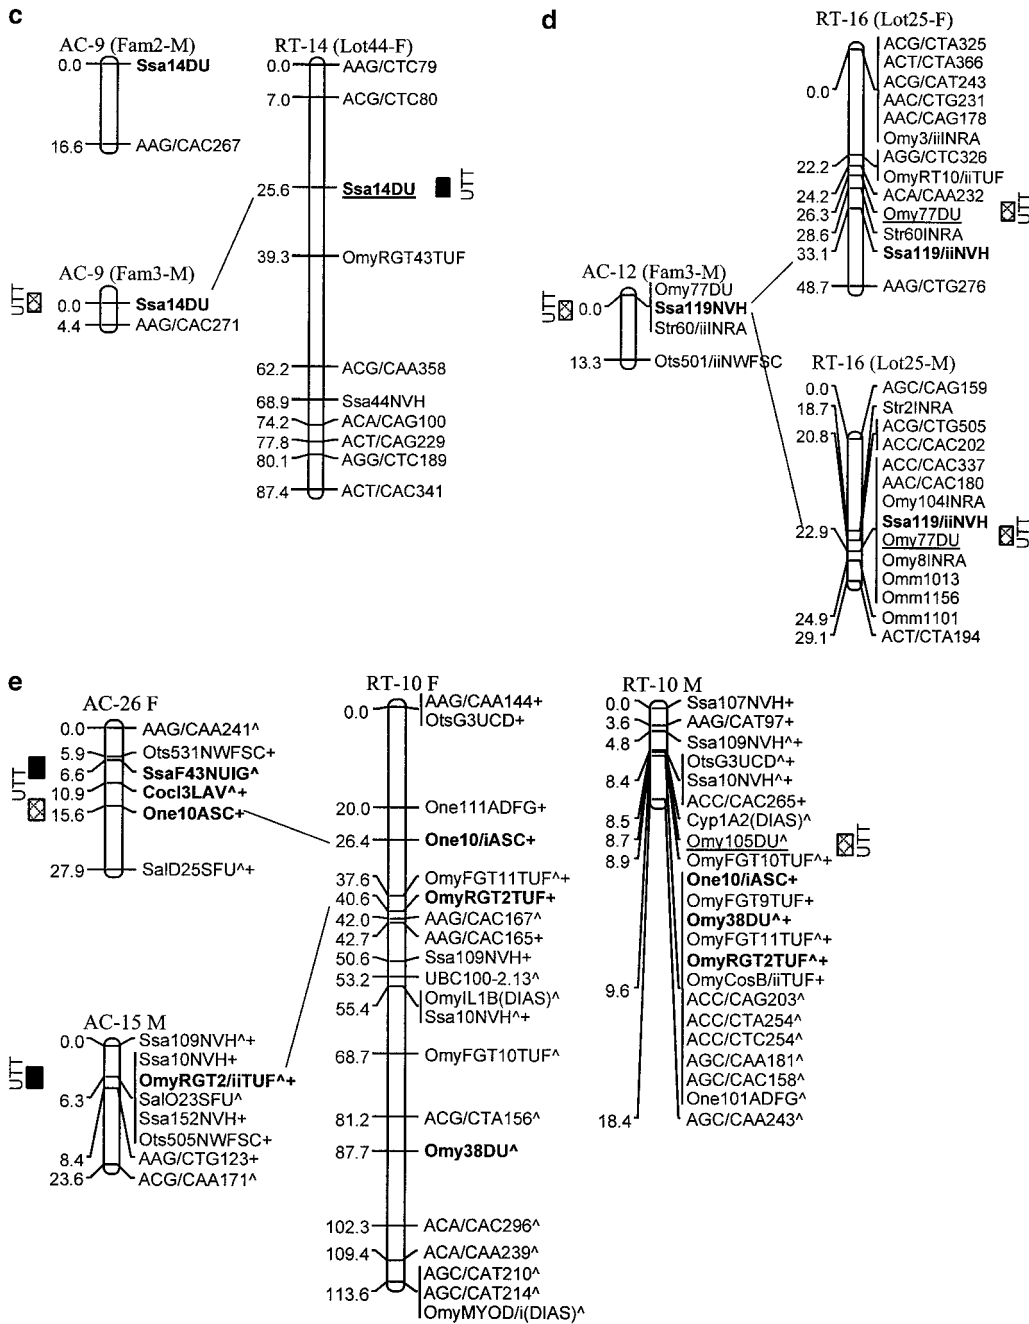 c
AC-9 (Fam2-M)
0.0 Ssa14DU
16.6 AAG/CAC267
AC-9 (Fam3-M)
UTT
0.0 Ssa14DU
4.4 AAG/CAC271
RT-14 (Lot44-F)
0.0 AAG/CTC79
7.0 ACG/CTC80
25.6 Ssa14DU UTT
39.3 OmyRGT43TUF
62.2 ACG/CAA358
68.9 Ssa44NVH
74.2 ACA/CAG100
77.8 ACT/CAG229
80.1 AGG/CTC189
87.4 ACT/CAC341
d
AC-12 (Fam3-M)
UTT
Omy77DU
0.0 Ssa119NVH
Str60/iiINRA
13.3 Ots501/iiNWFSC
RT-16 (Lot25-F)
ACG/CTA325
ACT/CTA366
ACG/CAT243
0.0
AAC/CTG231
AAC/CAG178
Omy3/iiINRA
AGG/CTC326
22.2
OmyRT10/iiTUF
24.2 ACA/CAA232
26.3 Omy77DU UTT
28.6 Str60INRA
33.1 Ssa119/iiNVH
48.7 AAG/CTG276
RT-16 (Lot25-M)
0.0 AGC/CAG159
18.7 Str2INRA
20.8 ACG/CTG505
ACC/CAC202
ACC/CAC337
AAC/CAC180
Omy104INRA
Ssa119/iiNVH
22.9
Omy77DU UTT
Omy8INRA
Omm1013
Omm1156
24.9 Omm1101
29.1 ACT/CTA194
e
AC-26 F
0.0 AAG/CAA241^
5.9 Ots531NWFSC+
UTT
6.6 SsaF43NUIG^
10.9 Cocl3LAV^+
15.6 One10ASC+
27.9 SalD25SFU^+
AC-15 M
0.0 Ssa109NVH^+
Ssa10NVH+
UTT
OmyRGT2/iiTUF^+
6.3 SalO23SFU^
Ssa152NVH+
Ots505NWFSC+
8.4 AAG/CTG123+
23.6 ACG/CAA171^
RT-10 F
AAG/CAA144+
0.0
OtsG3UCD+
20.0 One111ADFG+
26.4 One10/iASC+
37.6 OmyFGT11TUF^+
40.6 OmyRGT2TUF+
42.0 AAG/CAC167^
42.7 AAG/CAC165+
50.6 Ssa109NVH+
53.2 UBC100-2.13^
OmyIL1B(DIAS)^
55.4
Ssa10NVH^+
68.7 OmyFGT10TUF^
81.2 ACG/CTA156^
87.7 Omy38DU^
102.3 ACA/CAC296^
109.4 ACA/CAA239^
AGC/CAT210^
113.6 AGC/CAT214^
OmyMYOD/i(DIAS)^
RT-10 M
0.0 Ssa107NVH+
3.6 AAG/CAT97+
4.8 Ssa109NVH^+
OtsG3UCD^+
8.4 Ssa10NVH^+
ACC/CAC265+
8.5 Cyp1A2(DIAS)^
8.7 Omy105DU^ UTT
8.9 OmyFGT10TUF^+
One10/iASC+
OmyFGT9TUF+
Omy38DU^+
OmyFGT11TUF^+
OmyRGT2TUF^+
OmyCosB/iiTUF+
9.6
ACC/CAG203^
ACC/CTA254^
ACC/CTC254^
AGC/CAA181^
AGC/CAC158^
One101ADFG^
18.4 AGC/CAA243^